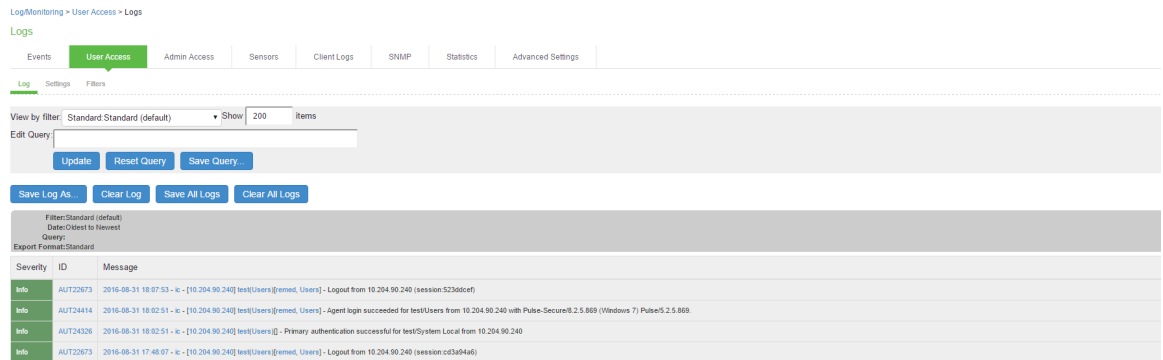 Log/Monitoring > User Access > Logs
Logs
Events User Access Admin Access Sensors Client Logs SNMP Statistics Advanced Settings
Log Settings Filters
View by filter: Standard:Standard (default) Show 200 items
Edit Query:
Update Reset Query Save Query...
Save Log As... Clear Log Save All Logs Clear All Logs
Filter:Standard (default)
Date:Oldest to Newest
Query:
Export Format:Standard
Severity ID Message
Info AUT22673 2016-08-31 18:07:53 - ic - [10.204.90.240] test(Users)[remed, Users] - Logout from 10.204.90.240 (session:523ddcef)
Info AUT24414 2016-08-31 18:02:51 - ic - [10.204.90.240] test(Users)[remed, Users] - Agent login succeeded for test/Users from 10.204.90.240 with Pulse-Secure/8.2.5.869 (Windows 7) Pulse/5.2.5.869.
Info AUT24326 2016-08-31 18:02:51 - ic - [10.204.90.240] test(Users)[] - Primary authentication successful for test/System Local from 10.204.90.240
Info AUT22673 2016-08-31 17:48:07 - ic - [10.204.90.240] test(Users)[remed, Users] - Logout from 10.204.90.240 (session:cd3a94a6)